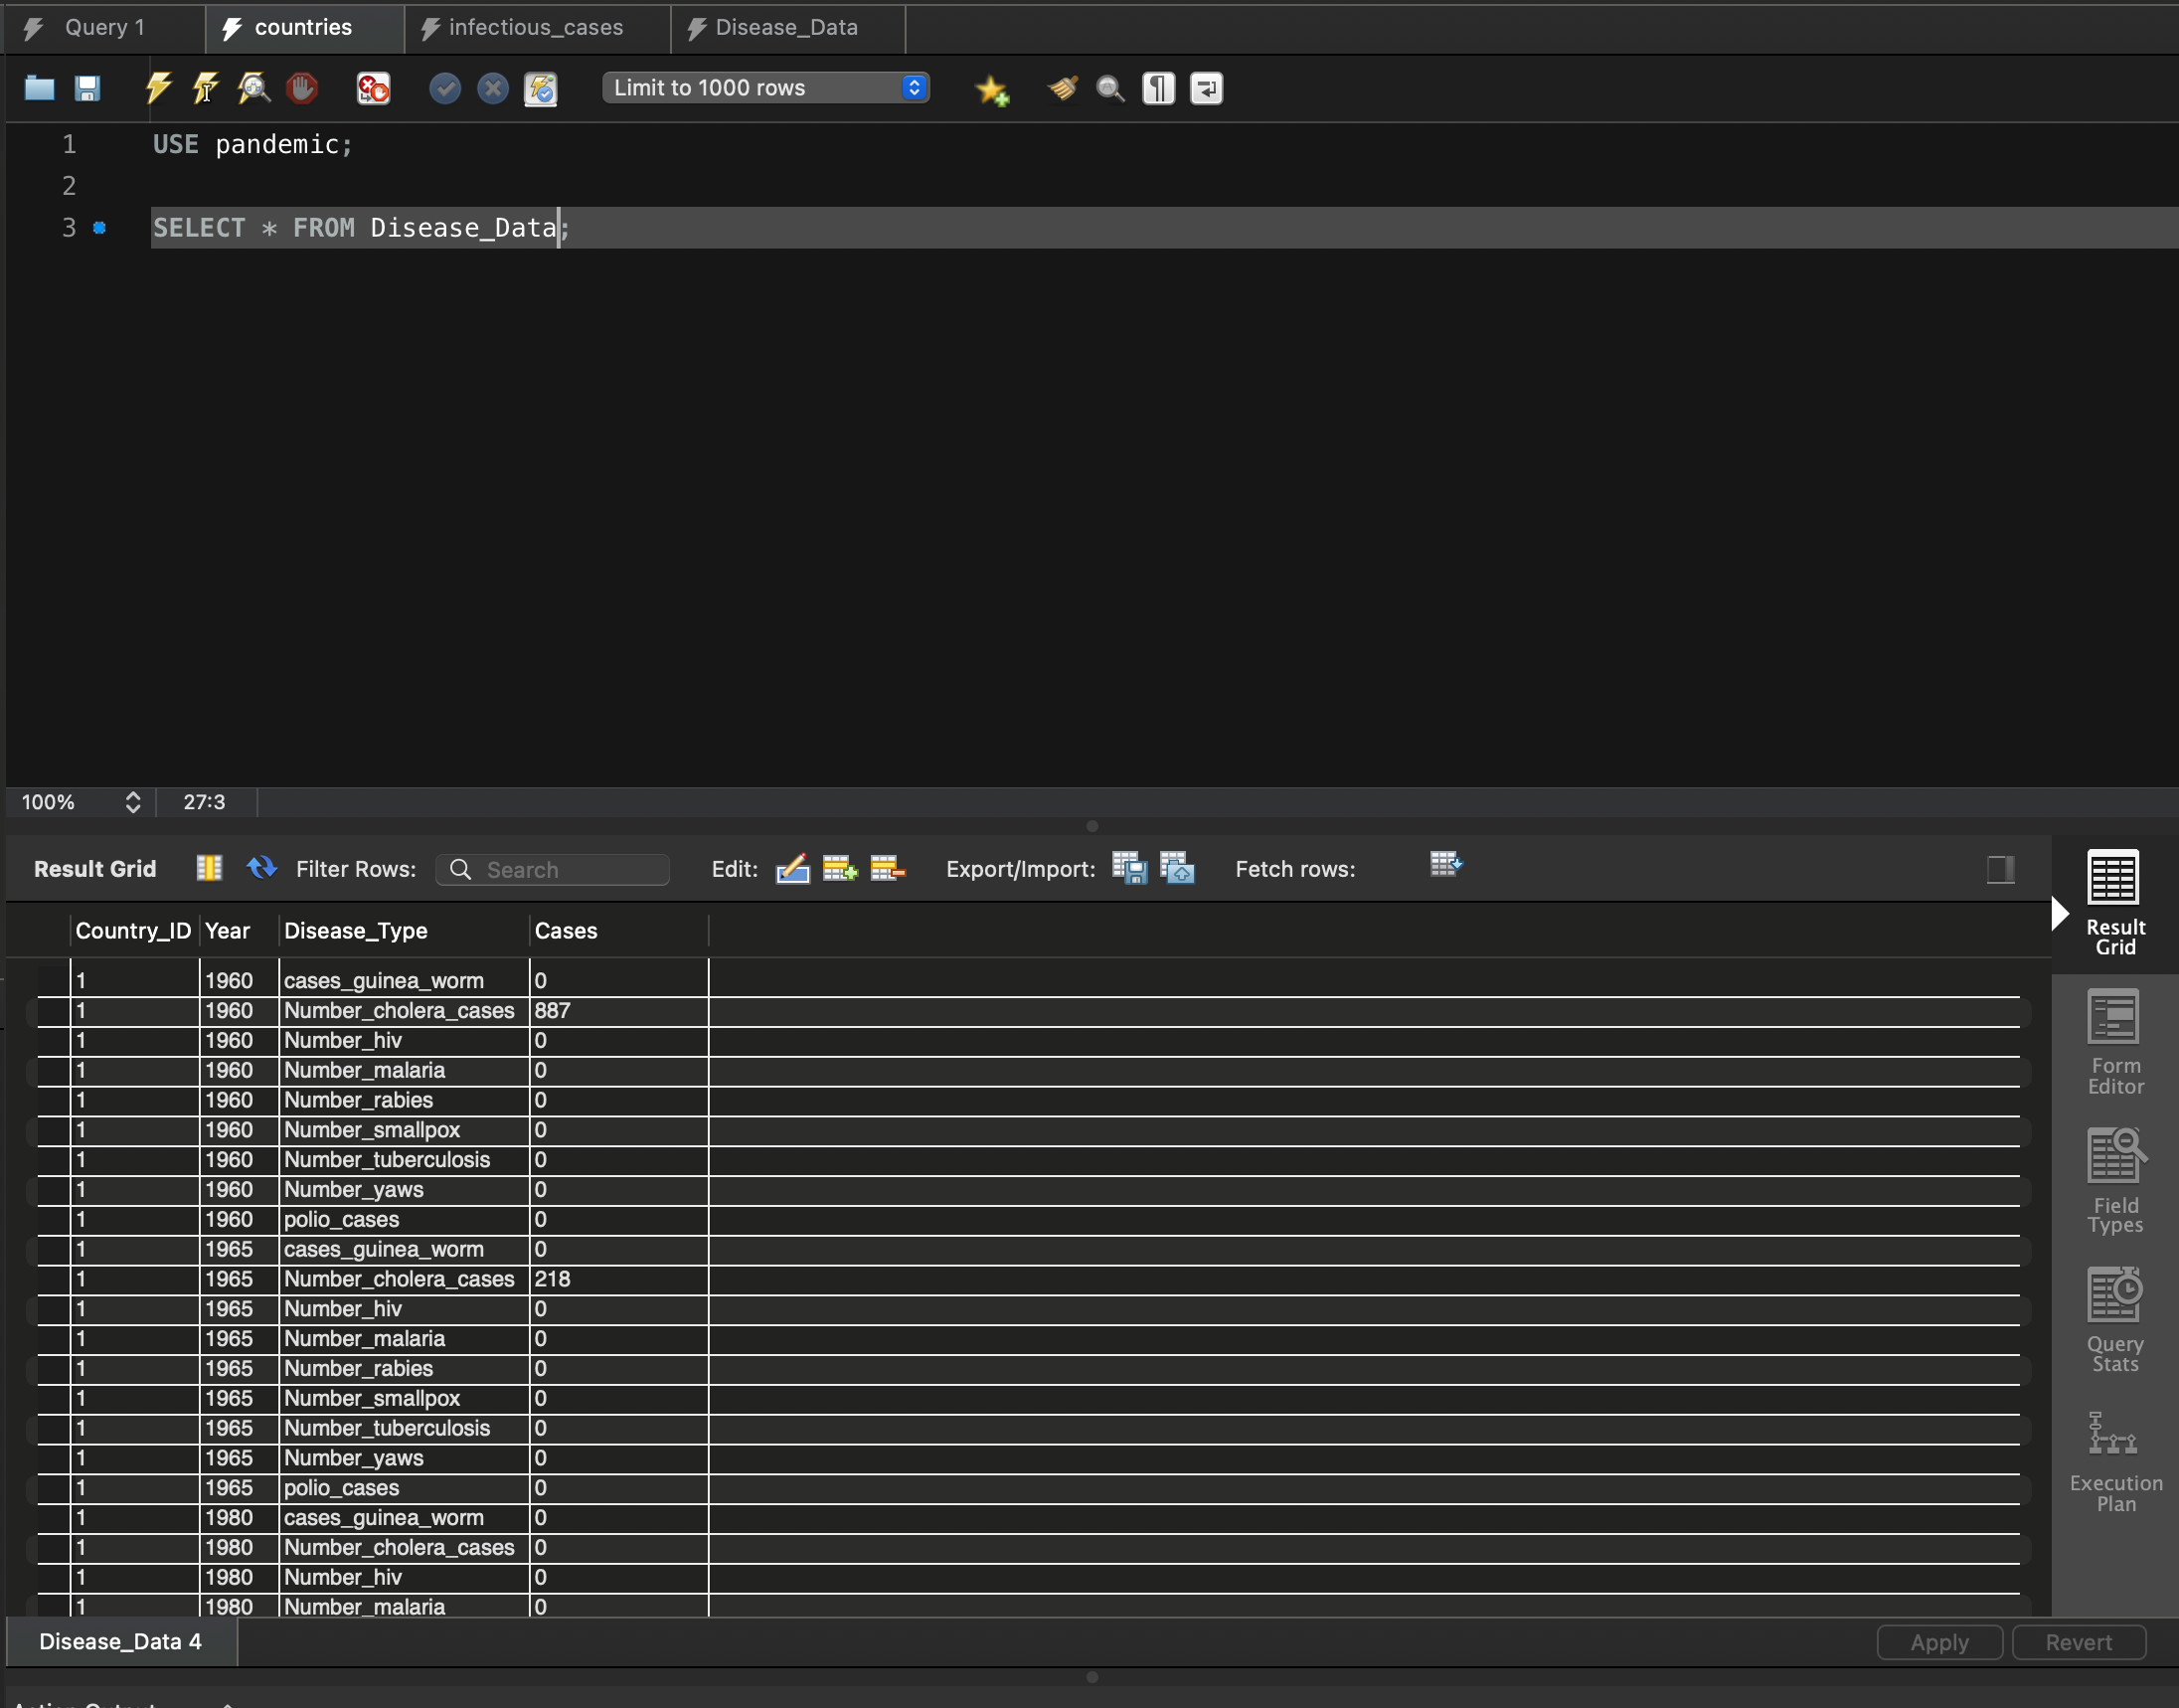 Query 1 countries infectious_cases Disease_Data
Limit to 1000 rows
1 USE pandemic;
2
3 SELECT * FROM Disease_Data;
100% 27:3
Result Grid Filter Rows: Search Edit: Export/Import: Fetch rows:
Country_ID Year Disease_Type Cases
1 1960 cases_guinea_worm 0
1 1960 Number_cholera_cases 887
1 1960 Number_hiv 0
1 1960 Number_malaria 0
1 1960 Number_rabies 0
1 1960 Number_smallpox 0
1 1960 Number_tuberculosis 0
1 1960 Number_yaws 0
1 1960 polio_cases 0
1 1965 cases_guinea_worm 0
1 1965 Number_cholera_cases 218
1 1965 Number_hiv 0
1 1965 Number_malaria 0
1 1965 Number_rabies 0
1 1965 Number_smallpox 0
1 1965 Number_tuberculosis 0
1 1965 Number_yaws 0
1 1965 polio_cases 0
1 1980 cases_guinea_worm 0
1 1980 Number_cholera_cases 0
1 1980 Number_hiv 0
1 1980 Number_malaria 0
Result
Grid
Form
Editor
Field
Types
Query
Stats
Execution
Plan
Disease_Data 4 Apply Revert